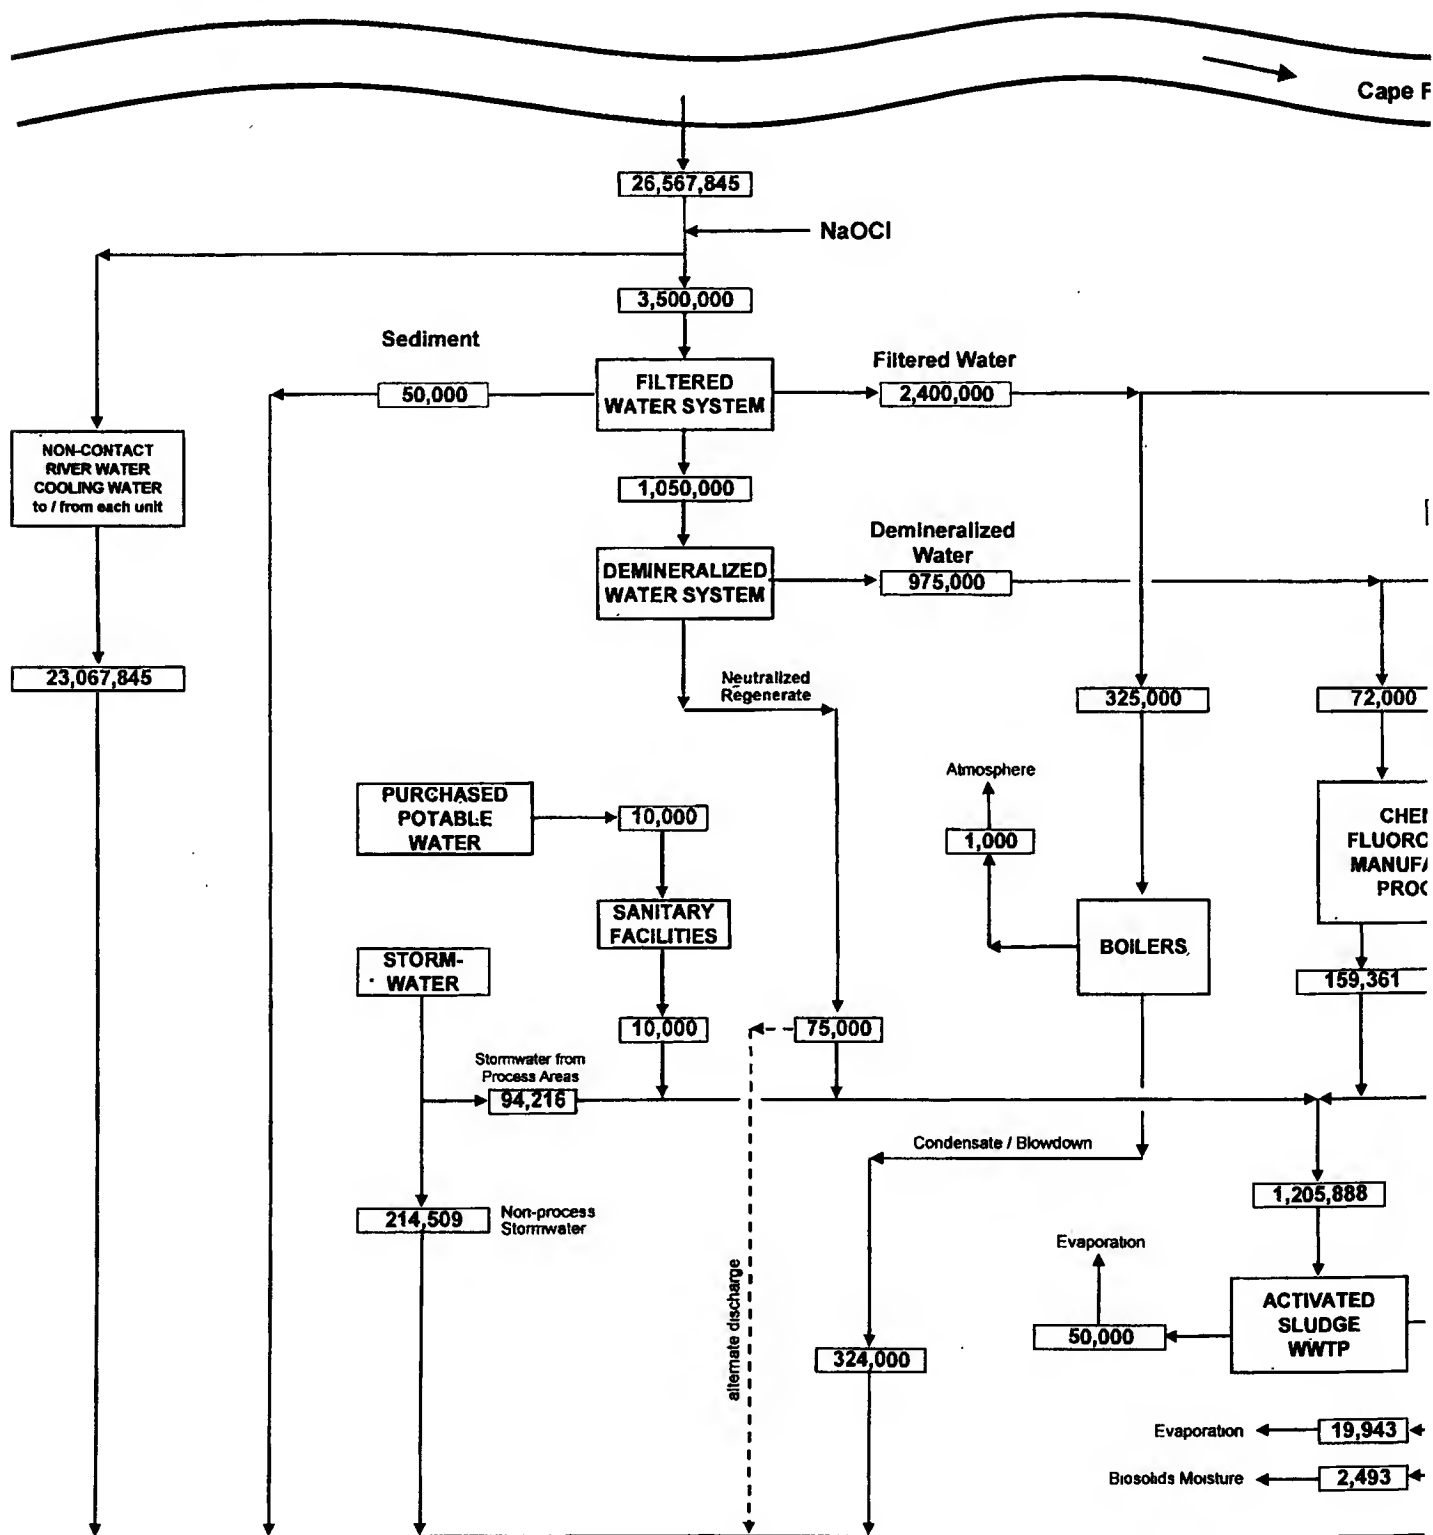 Cape F
26,567,845
NaOCl
3,500,000
Sediment
50,000
FILTERED
WATER SYSTEM
Filtered Water
2,400,000
NON-CONTACT
RIVER WATER
COOLING WATER
to / from each unit
1,050,000
DEMINERALIZED
WATER SYSTEM
Demineralized
Water
975,000
23,067,845
Neutralized
Regenerate
325,000
72,000
Atmosphere
1,000
PURCHASED
POTABLE
WATER
10,000
CHEM
FLUORO
MANUFA
PROC
SANITARY
FACILITIES
BOILERS
STORM-
WATER
159,361
10,000
75,000
Stormwater from
Process Areas
94,216
Condensate / Blowdown
1,205,888
214,509
Non-process
Stormwater
Evaporation
50,000
ACTIVATED
SLUDGE
WWTP
alternate discharge
324,000
Evaporation
19,943
Biosolids Moisture
2,493